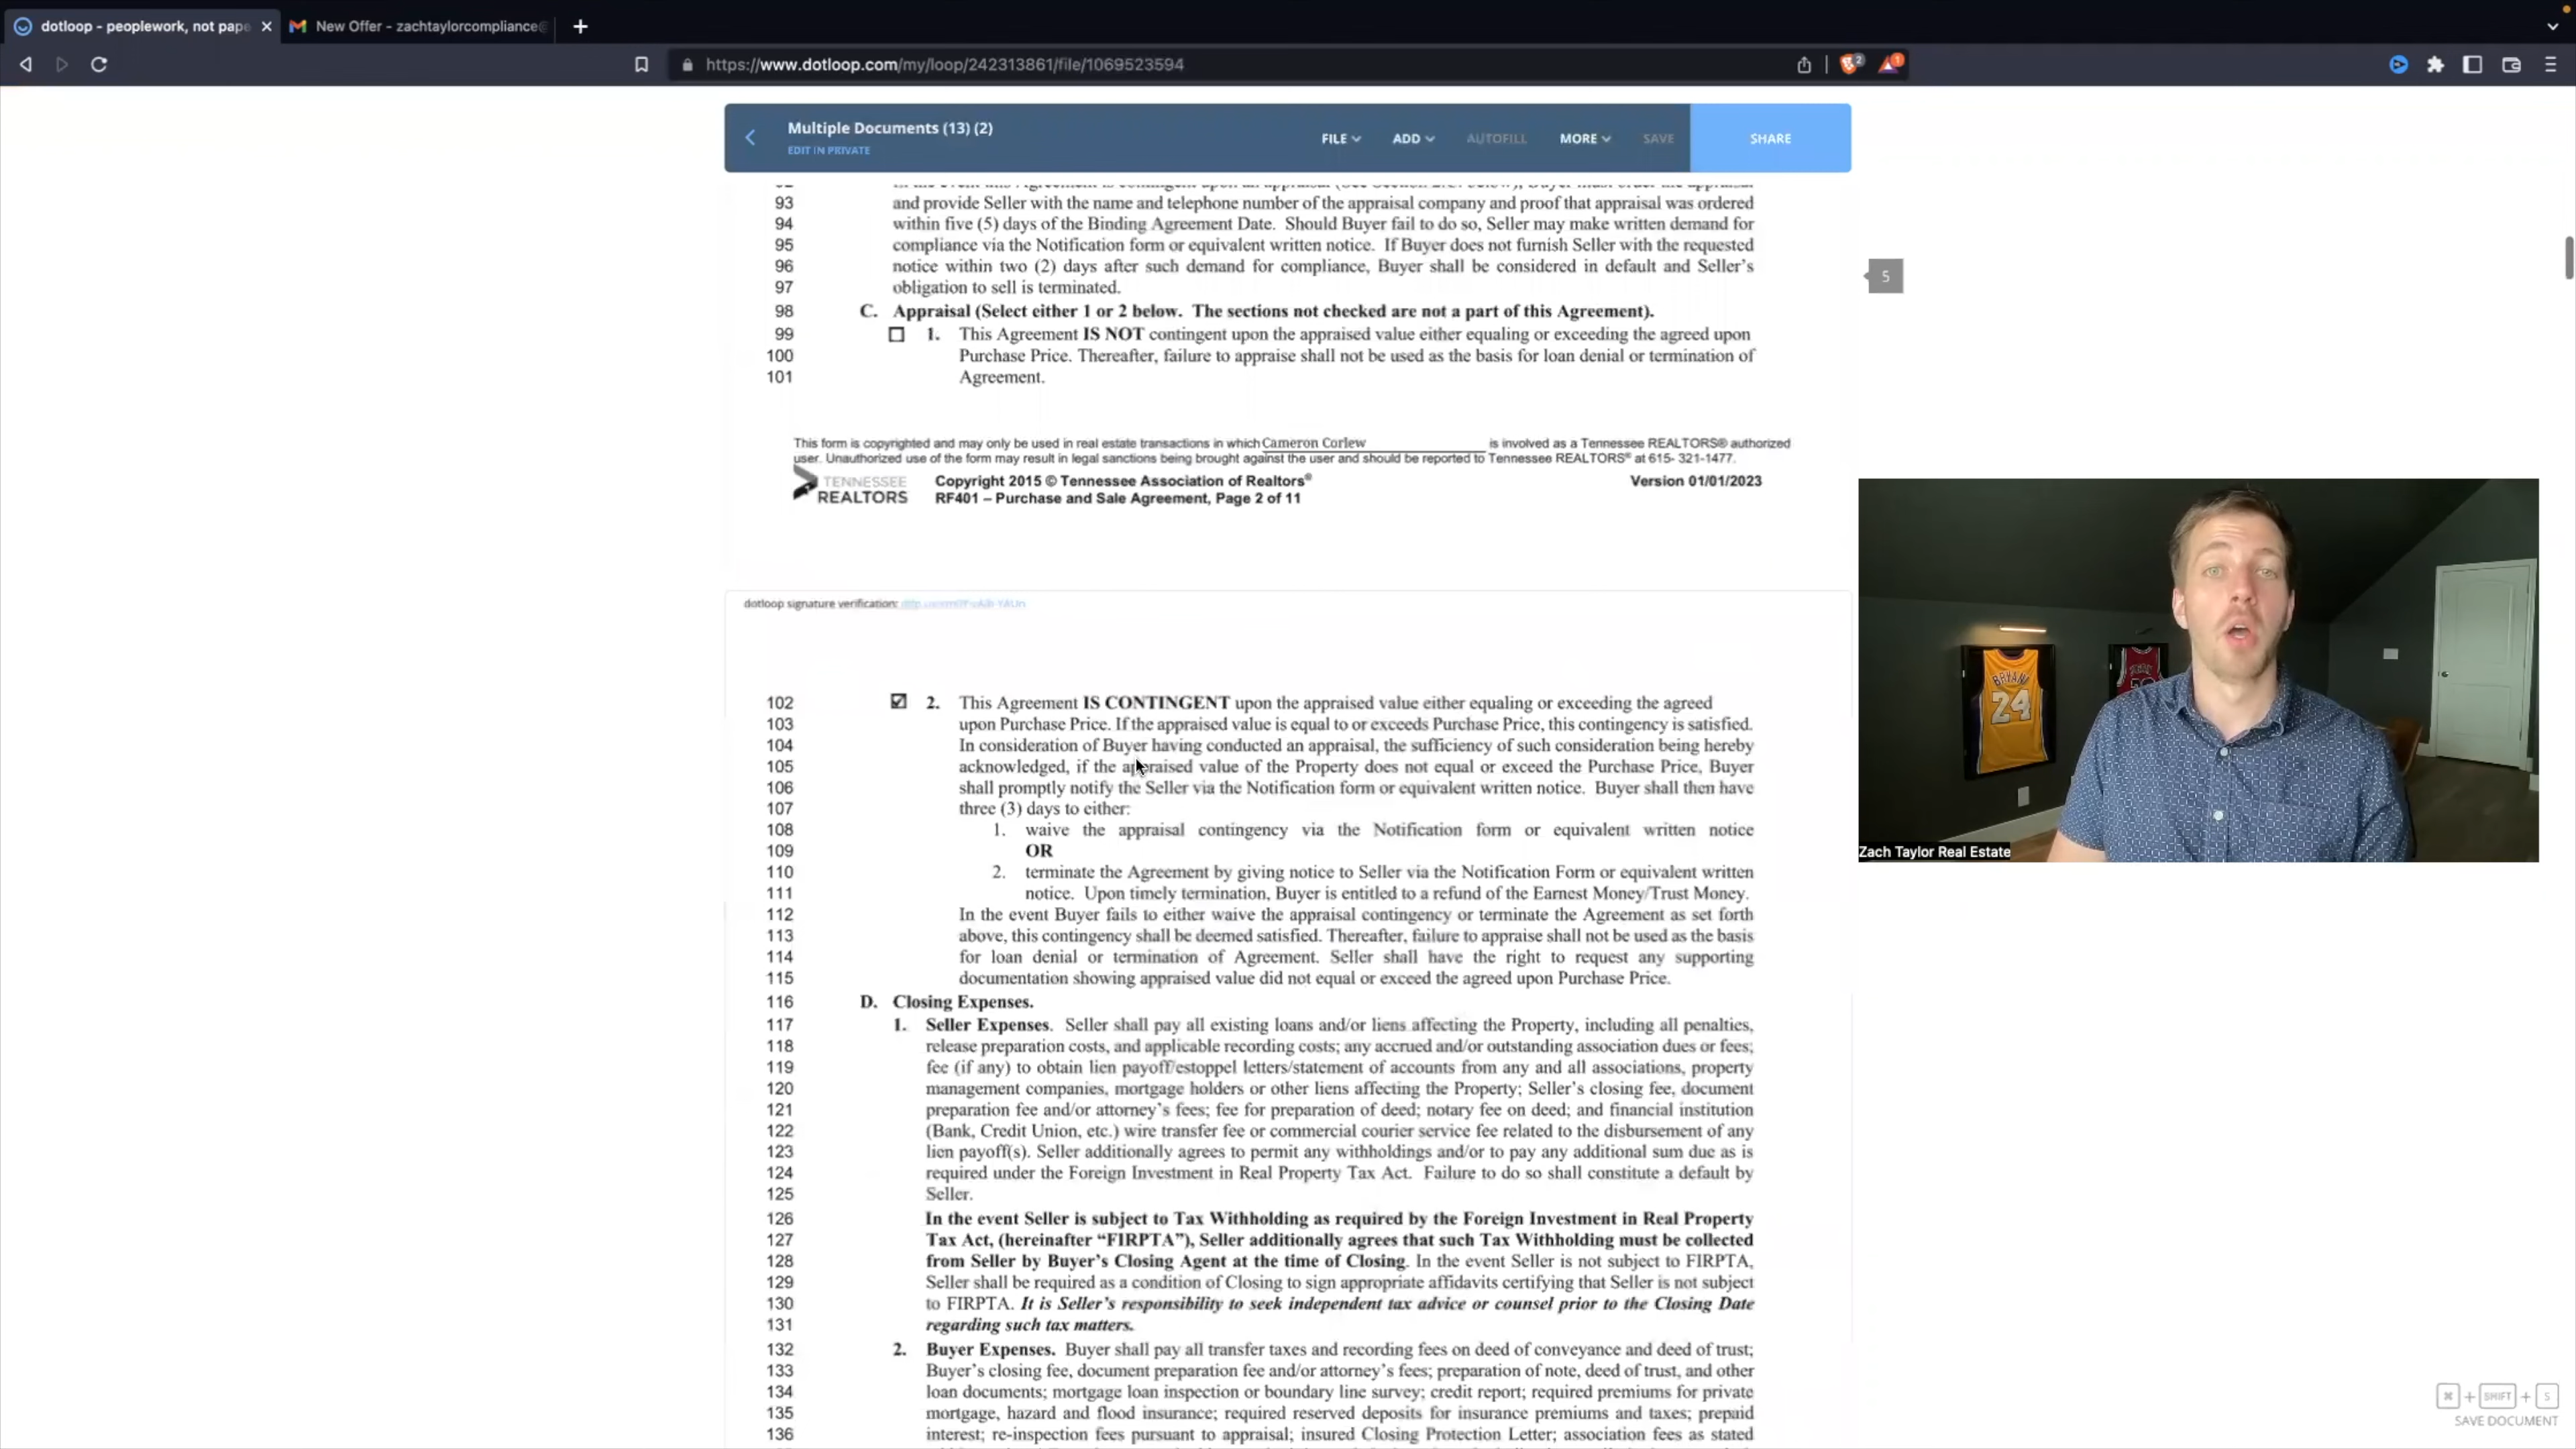 dotloop - peoplework, not pape
New Offer - zachtaylorcompliance@
https://www.dotloop.com/my/loop/242313861/file/1069523594
2
1
Multiple Documents (13) (2)
EDIT IN PRIVATE
FILE
ADD
AUTOFILL
MORE
SAVE
SHARE
93 and provide Seller with the name and telephone number of the appraisal company and proof that appraisal was ordered
94 within five (5) days of the Binding Agreement Date. Should Buyer fail to do so, Seller may make written demand for
95 compliance via the Notification form or equivalent written notice. If Buyer does not furnish Seller with the requested
96 notice within two (2) days after such demand for compliance, Buyer shall be considered in default and Seller's
97 obligation to sell is terminated.
5
98 C. Appraisal (Select either 1 or 2 below. The sections not checked are not a part of this Agreement).
99 1. This Agreement IS NOT contingent upon the appraised value either equaling or exceeding the agreed upon
100 Purchase Price. Thereafter, failure to appraise shall not be used as the basis for loan denial or termination of
101 Agreement.
This form is copyrighted and may only be used in real estate transactions in which Cameron Corlew is involved as a Tennessee REALTORS® authorized
user. Unauthorized use of the form may result in legal sanctions being brought against the user and should be reported to Tennessee REALTORS® at 615- 321-1477.
TENNESSEE
REALTORS
Copyright 2015 © Tennessee Association of Realtors®
RF401 – Purchase and Sale Agreement, Page 2 of 11
Version 01/01/2023
dotloop signature verification:
102 2. This Agreement IS CONTINGENT upon the appraised value either equaling or exceeding the agreed
103 upon Purchase Price. If the appraised value is equal to or exceeds Purchase Price, this contingency is satisfied.
104 In consideration of Buyer having conducted an appraisal, the sufficiency of such consideration being hereby
105 acknowledged, if the appraised value of the Property does not equal or exceed the Purchase Price, Buyer
106 shall promptly notify the Seller via the Notification form or equivalent written notice. Buyer shall then have
107 three (3) days to either:
108 1. waive the appraisal contingency via the Notification form or equivalent written notice
109 OR
110 2. terminate the Agreement by giving notice to Seller via the Notification Form or equivalent written
111 notice. Upon timely termination, Buyer is entitled to a refund of the Earnest Money/Trust Money.
112 In the event Buyer fails to either waive the appraisal contingency or terminate the Agreement as set forth
113 above, this contingency shall be deemed satisfied. Thereafter, failure to appraise shall not be used as the basis
114 for loan denial or termination of Agreement. Seller shall have the right to request any supporting
115 documentation showing appraised value did not equal or exceed the agreed upon Purchase Price.
116 D. Closing Expenses.
117 1. Seller Expenses. Seller shall pay all existing loans and/or liens affecting the Property, including all penalties,
118 release preparation costs, and applicable recording costs; any accrued and/or outstanding association dues or fees;
119 fee (if any) to obtain lien payoff/estoppel letters/statement of accounts from any and all associations, property
120 management companies, mortgage holders or other liens affecting the Property; Seller's closing fee, document
121 preparation fee and/or attorney's fees; fee for preparation of deed; notary fee on deed; and financial institution
122 (Bank, Credit Union, etc.) wire transfer fee or commercial courier service fee related to the disbursement of any
123 lien payoff(s). Seller additionally agrees to permit any withholdings and/or to pay any additional sum due as is
124 required under the Foreign Investment in Real Property Tax Act. Failure to do so shall constitute a default by
125 Seller.
126 In the event Seller is subject to Tax Withholding as required by the Foreign Investment in Real Property
127 Tax Act, (hereinafter "FIRPTA"), Seller additionally agrees that such Tax Withholding must be collected
128 from Seller by Buyer's Closing Agent at the time of Closing. In the event Seller is not subject to FIRPTA,
129 Seller shall be required as a condition of Closing to sign appropriate affidavits certifying that Seller is not subject
130 to FIRPTA. It is Seller's responsibility to seek independent tax advice or counsel prior to the Closing Date
131 regarding such tax matters.
132 2. Buyer Expenses. Buyer shall pay all transfer taxes and recording fees on deed of conveyance and deed of trust;
133 Buyer's closing fee, document preparation fee and/or attorney's fees; preparation of note, deed of trust, and other
134 loan documents; mortgage loan inspection or boundary line survey; credit report; required premiums for private
135 mortgage, hazard and flood insurance; required reserved deposits for insurance premiums and taxes; prepaid
136 interest; re-inspection fees pursuant to appraisal; insured Closing Protection Letter; association fees as stated
BRYANT
24
Zach Taylor Real Estate
⌘ + SHIFT + S
SAVE DOCUMENT